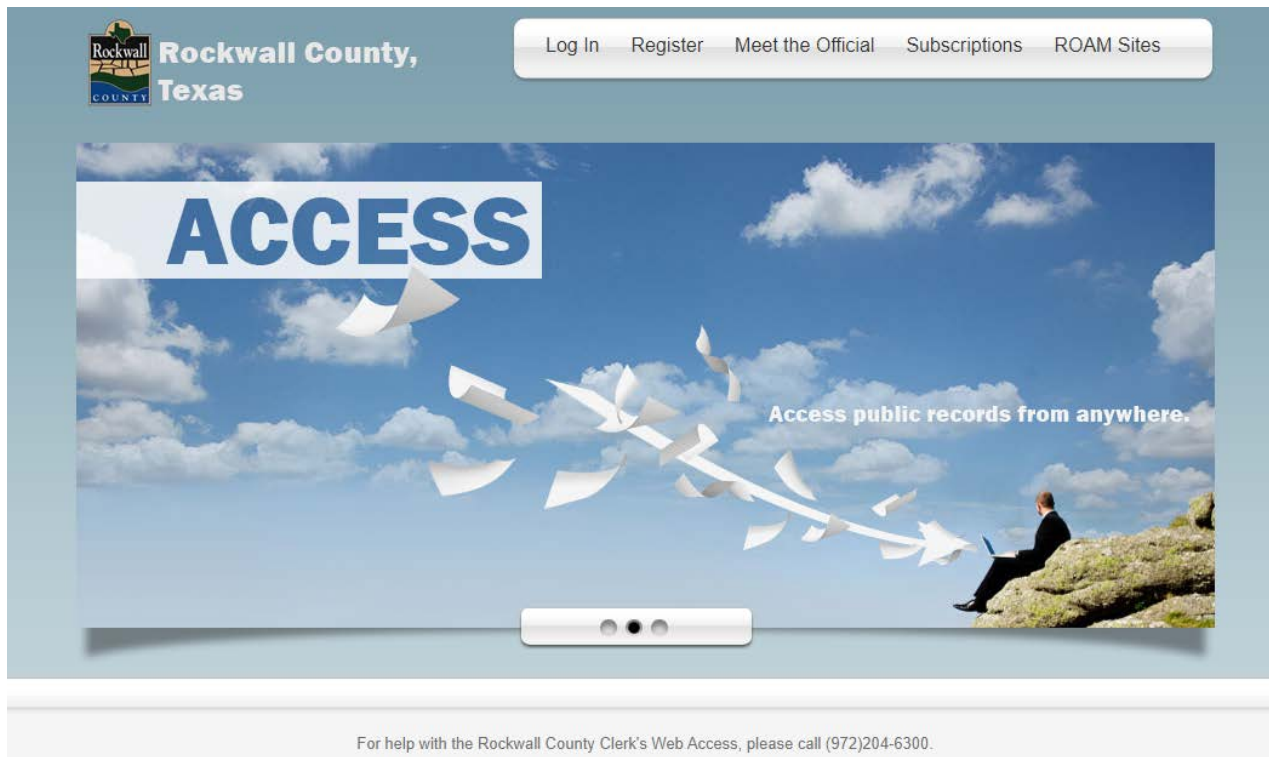 Rockwall
COUNTY
Rockwall County,
Texas
Log In Register Meet the Official Subscriptions ROAM Sites
ACCESS
Access public records from anywhere.
For help with the Rockwall County Clerk's Web Access, please call (972)204-6300.